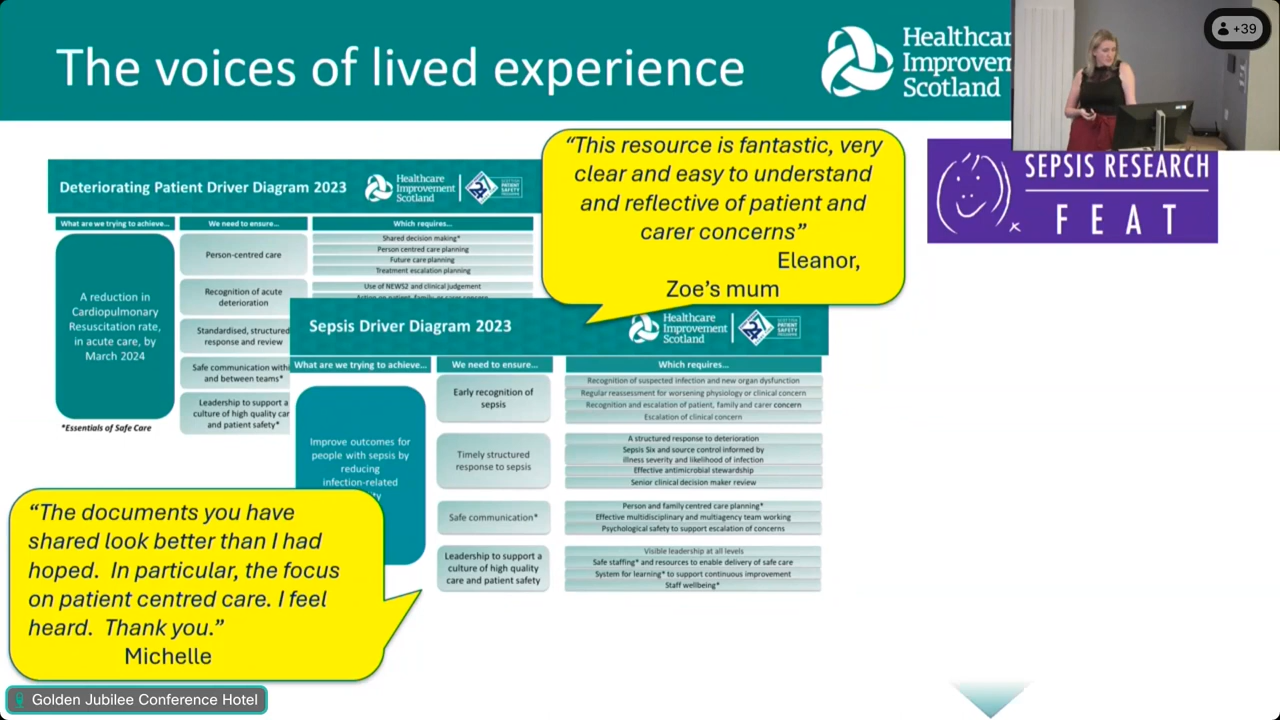 The voices of lived experience
Healthcar
Improvem
Scotland
+39
SEPSIS RESEARCH
FEAT
Deteriorating Patient Driver Diagram 2023
Healthcare
Improvement
Scotland
What are we trying to achieve...
We need to ensure...
Which requires...
A reduction in
Cardiopulmonary
Resuscitation rate,
in acute care, by
March 2024
*Essentials of Safe Care
Person-centred care
Recognition of acute
deterioration
Standardised, structured
response and review
Safe communication with
and between teams*
Leadership to support a
culture of high quality car
and patient safety*
Shared decision making*
Person centred care planning
Future care planning
Treatment escalation planning
Use of NEWS2 and clinical judgement
“This resource is fantastic, very
clear and easy to understand
and reflective of patient and
carer concerns”
Eleanor,
Zoe’s mum
Sepsis Driver Diagram 2023
Healthcare
Improvement
Scotland
SCOTTISH
PATIENT
SAFETY
PROGRAMME
What are we trying to achieve...
We need to ensure...
Which requires...
Improve outcomes for
people with sepsis by
reducing
infection-related
Early recognition of
sepsis
Timely structured
response to sepsis
Safe communication*
Leadership to support a
culture of high quality
care and patient safety
Recognition of suspected infection and new organ dysfunction
Regular reassessment for worsening physiology or clinical concern
Recognition and escalation of patient, family and carer concern
Escalation of clinical concern
A structured response to deterioration
Sepsis Six and source control informed by
illness severity and likelihood of infection
Effective antimicrobial stewardship
Senior clinical decision maker review
Person and family centred care planning*
Effective multidisciplinary and multiagency team working
Psychological safety to support escalation of concerns
Visible leadership at all levels
Safe staffing* and resources to enable delivery of safe care
System for learning* to support continuous improvement
Staff wellbeing*
“The documents you have
shared look better than I had
hoped. In particular, the focus
on patient centred care. I feel
heard. Thank you.”
Michelle
Golden Jubilee Conference Hotel